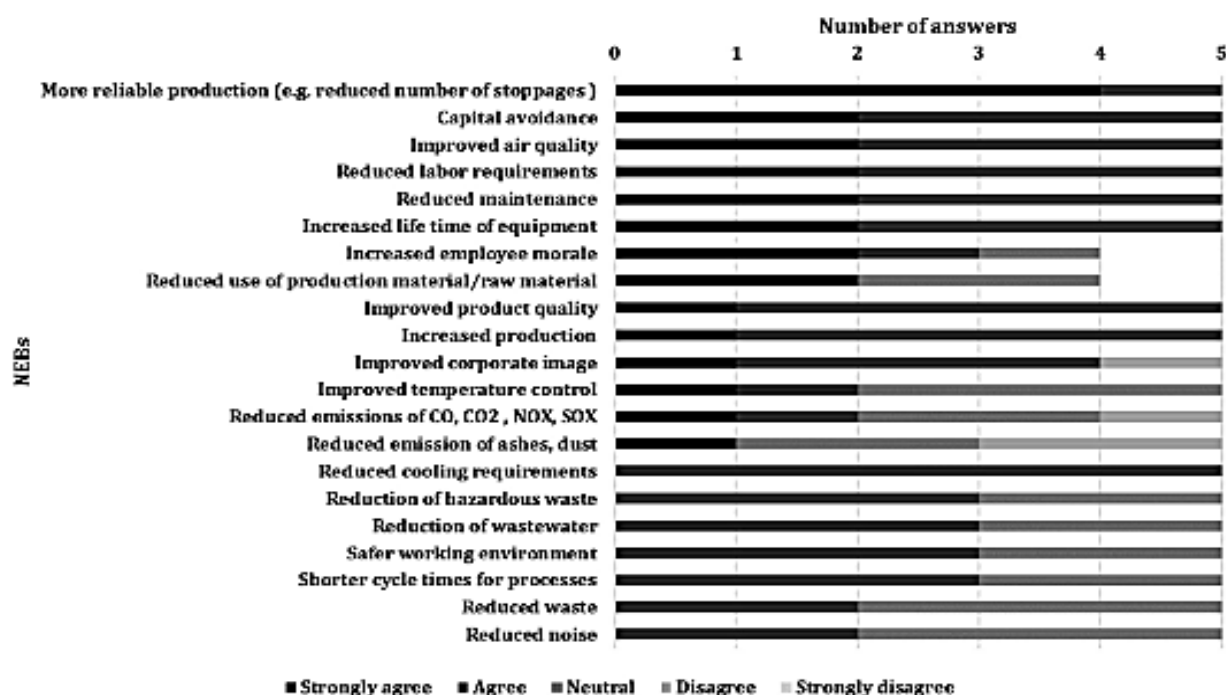 Number of answers
0 1 2 3 4 5
More reliable production (e.g. reduced number of stoppages )
Capital avoidance
Improved air quality
Reduced labor requirements
Reduced maintenance
Increased life time of equipment
Increased employee morale
Reduced use of production material/raw material
Improved product quality
Increased production
Improved corporate image
Improved temperature control
Reduced emissions of CO, CO2 , NOX, SOX
Reduced emission of ashes, dust
Reduced cooling requirements
Reduction of hazardous waste
Reduction of wastewater
Safer working environment
Shorter cycle times for processes
Reduced waste
Reduced noise
NEBs
Strongly agree Agree Neutral Disagree Strongly disagree